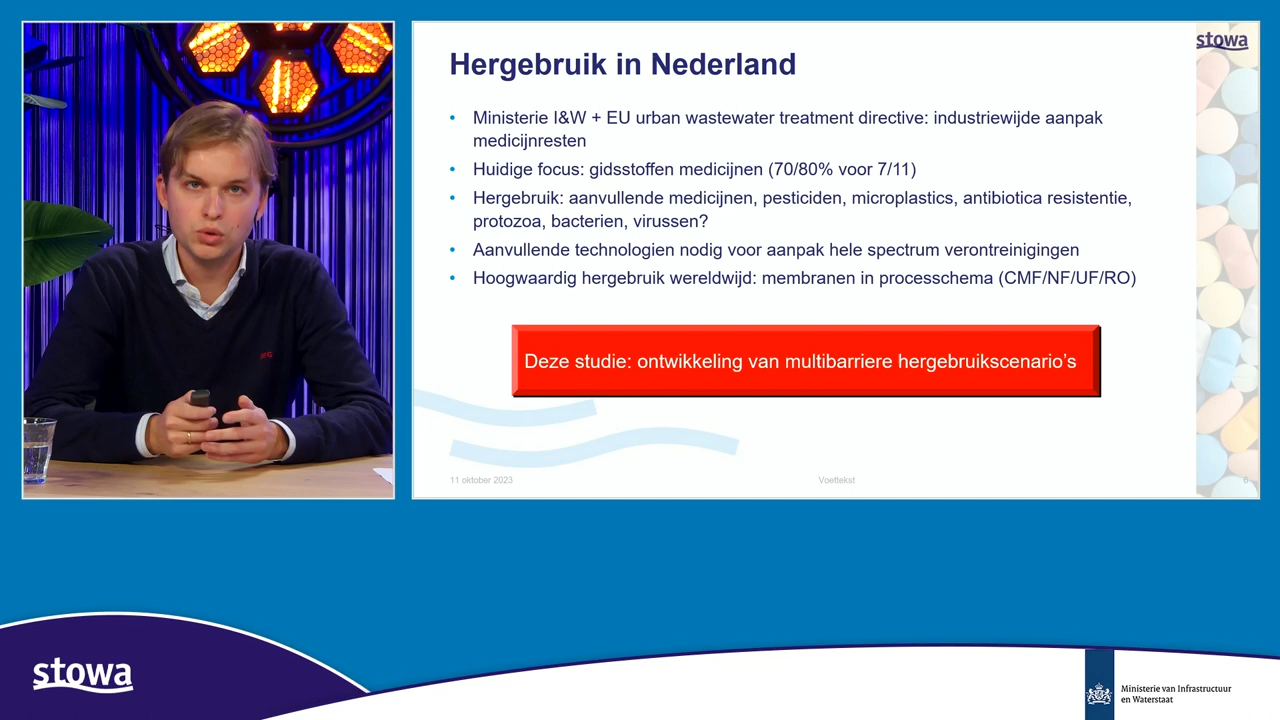 stowa
Hergebruik in Nederland
• Ministerie I&W + EU urban wastewater treatment directive: industriewijde aanpak
medicijnresten
• Huidige focus: gidsstoffen medicijnen (70/80% voor 7/11)
• Hergebruik: aanvullende medicijnen, pesticiden, microplastics, antibiotica resistentie,
protozoa, bacterien, virussen?
• Aanvullende technologien nodig voor aanpak hele spectrum verontreinigingen
• Hoogwaardig hergebruik wereldwijd: membranen in processchema (CMF/NF/UF/RO)
Deze studie: ontwikkeling van multibarriere hergebruikscenario's
11 oktober 2023
Voettekst
6
stowa
Ministerie van Infrastructuur
en Waterstaat